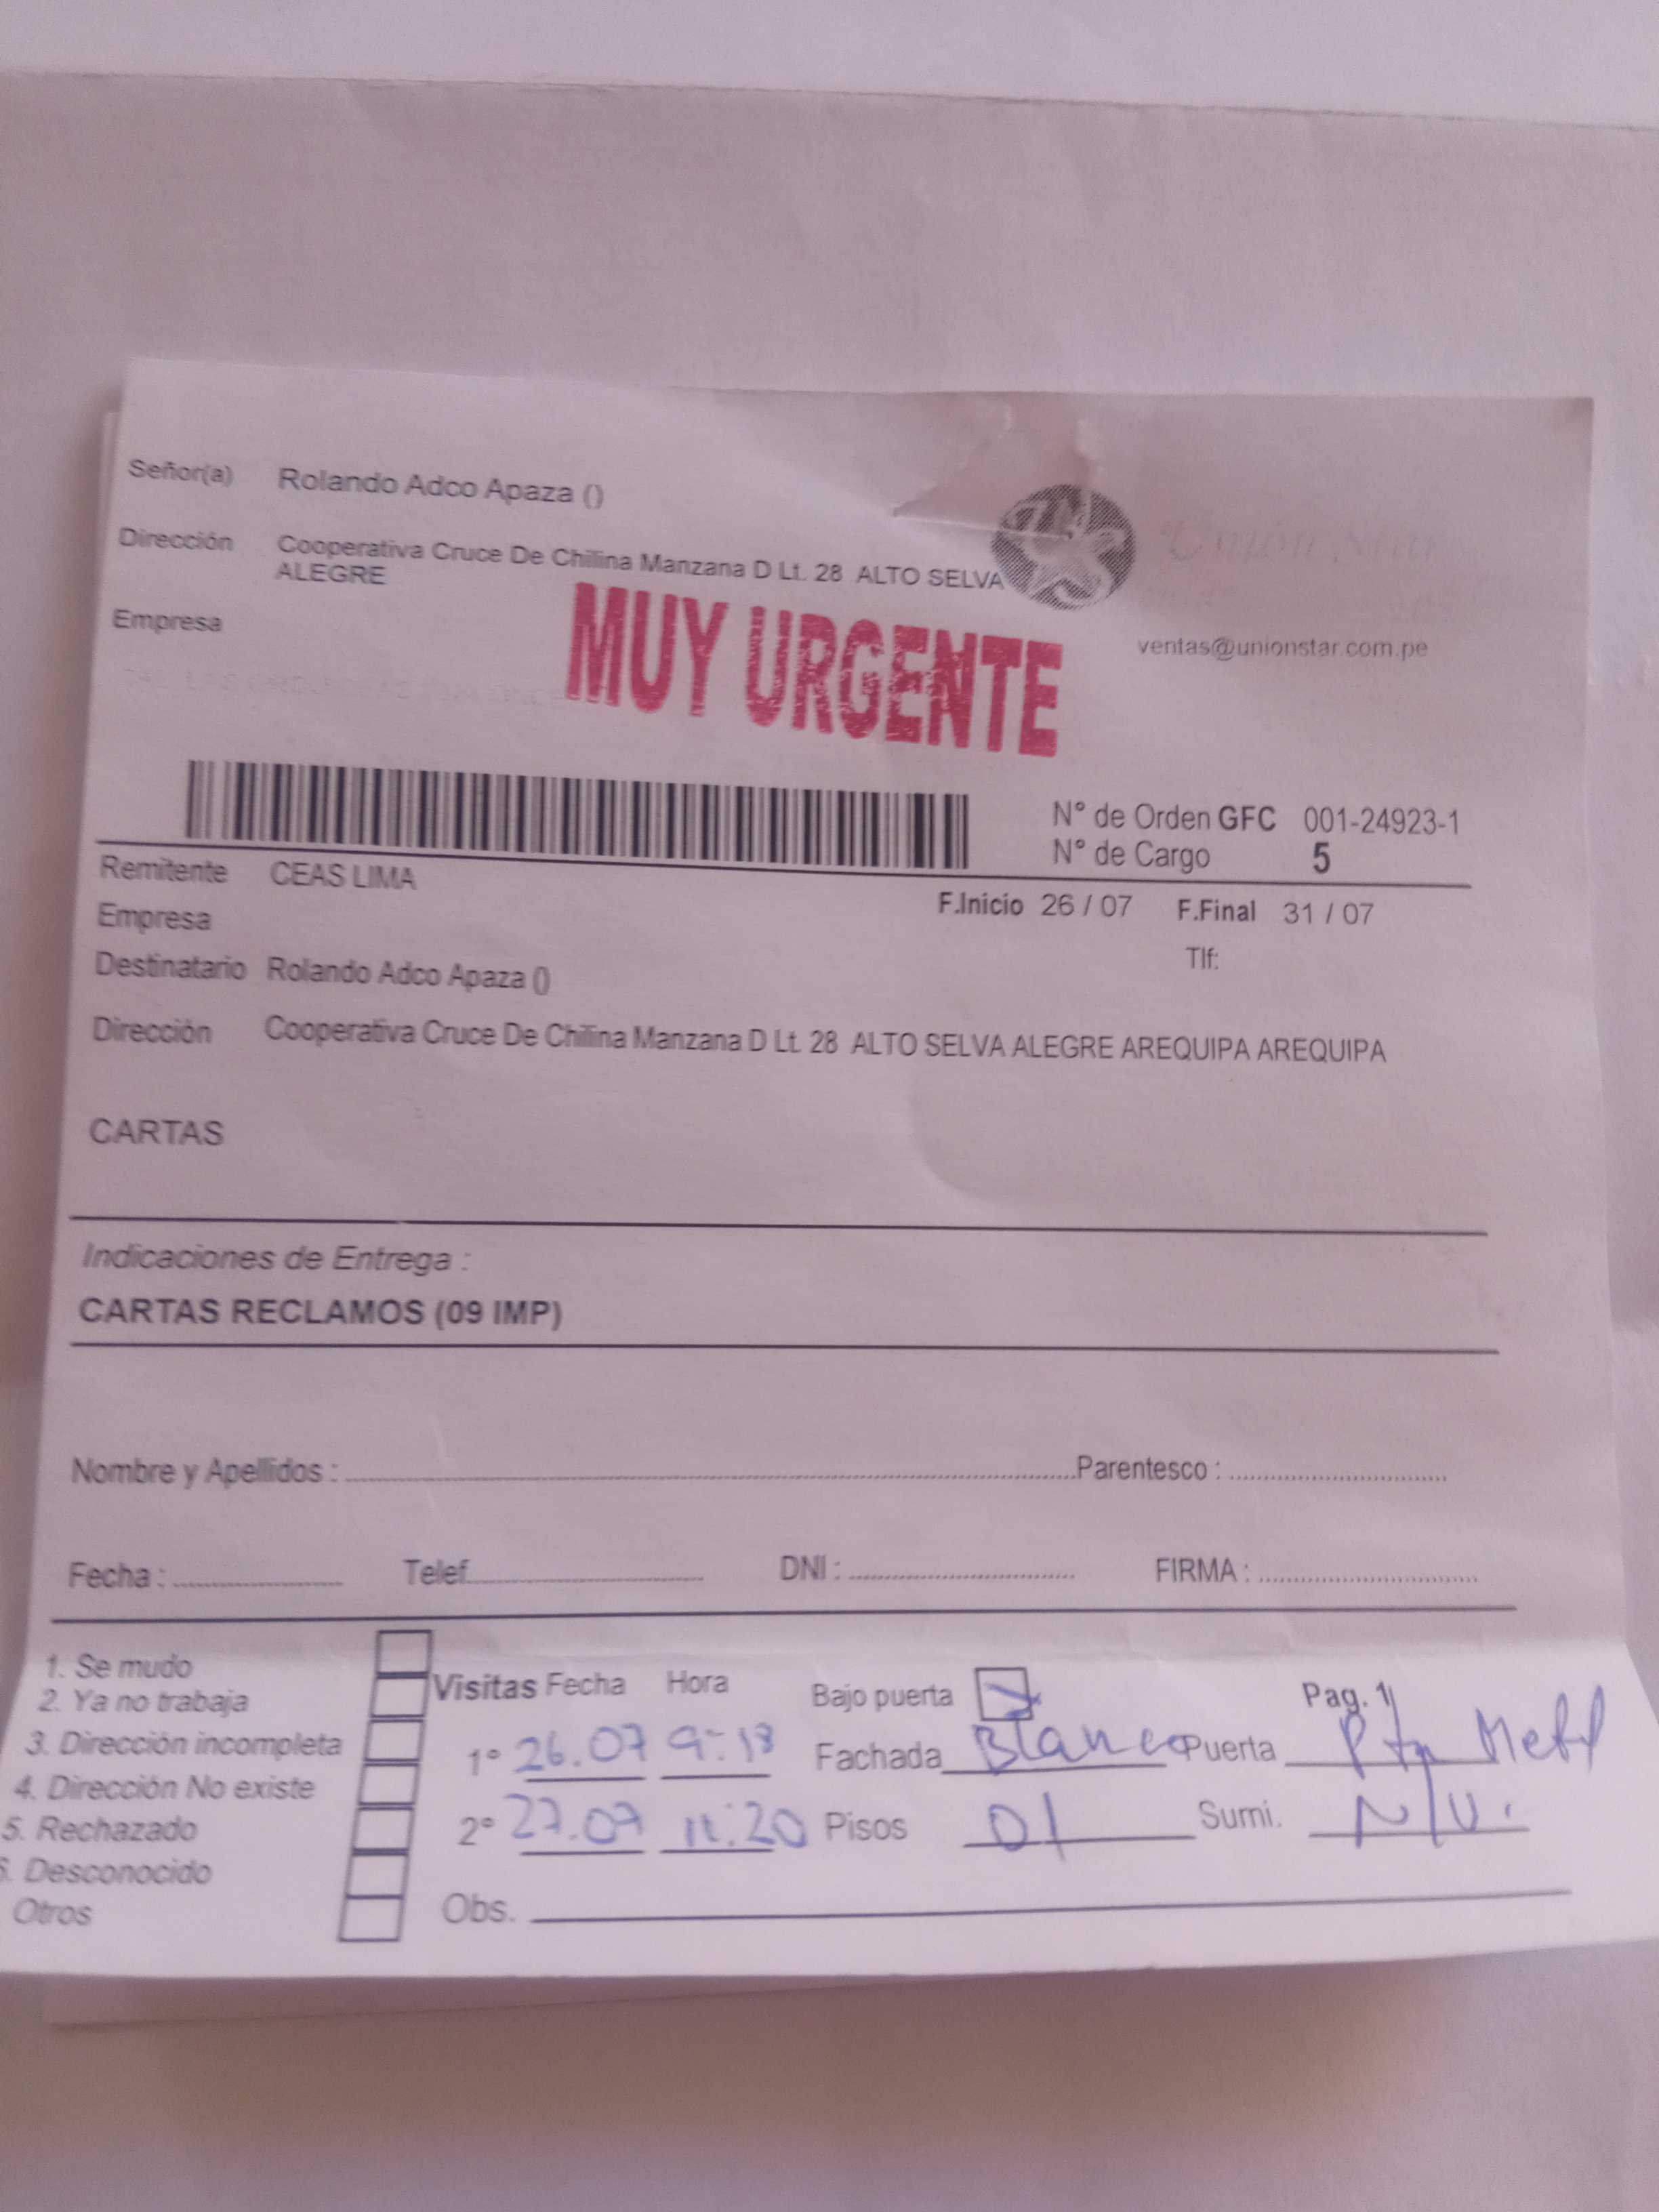 Señor(a) Rolando Adco Apaza ()
Dirección Cooperativa Cruce De Chilina Manzana D Lt. 28 ALTO SELVA
ALEGRE
Empresa
MUY URGENTE
ventas@unionstar.com.pe
N° de Orden GFC 001-24923-1
N° de Cargo 5
Remitente CEAS LIMA
F.Inicio 26 / 07 F.Final 31 / 07
Empresa
Tlf:
Destinatario Rolando Adco Apaza ()
Dirección Cooperativa Cruce De Chilina Manzana D Lt. 28 ALTO SELVA ALEGRE AREQUIPA AREQUIPA
CARTAS
Indicaciones de Entrega :
CARTAS RECLAMOS (09 IMP)
Nombre y Apellidos : Parentesco :
Fecha : Telef. DNI : FIRMA :
1. Se mudo
2. Ya no trabaja
3. Dirección incompleta
4. Dirección No existe
5. Rechazado
6. Desconocido
Otros
Visitas Fecha Hora Bajo puerta Pag. 1
1° 26.07 9:18 Fachada Blanco Puerta Pta Metl
2° 27.07 11:20 Pisos 01 Sumi. N/V.
Obs.